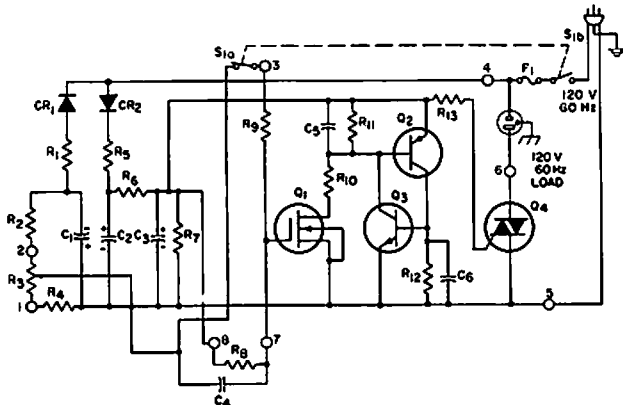 S1a
3
S1b
4
F1
120 V
60 Hz
CR1
CR2
R9
C5
R11
Q2
R13
R1
R5
R6
R10
Q3
120V
60Hz
LOAD
6
Q1
Q4
R2
2
C1
C2
C3
R7
R3
R12
C6
1
R4
5
8
R8
7
C4